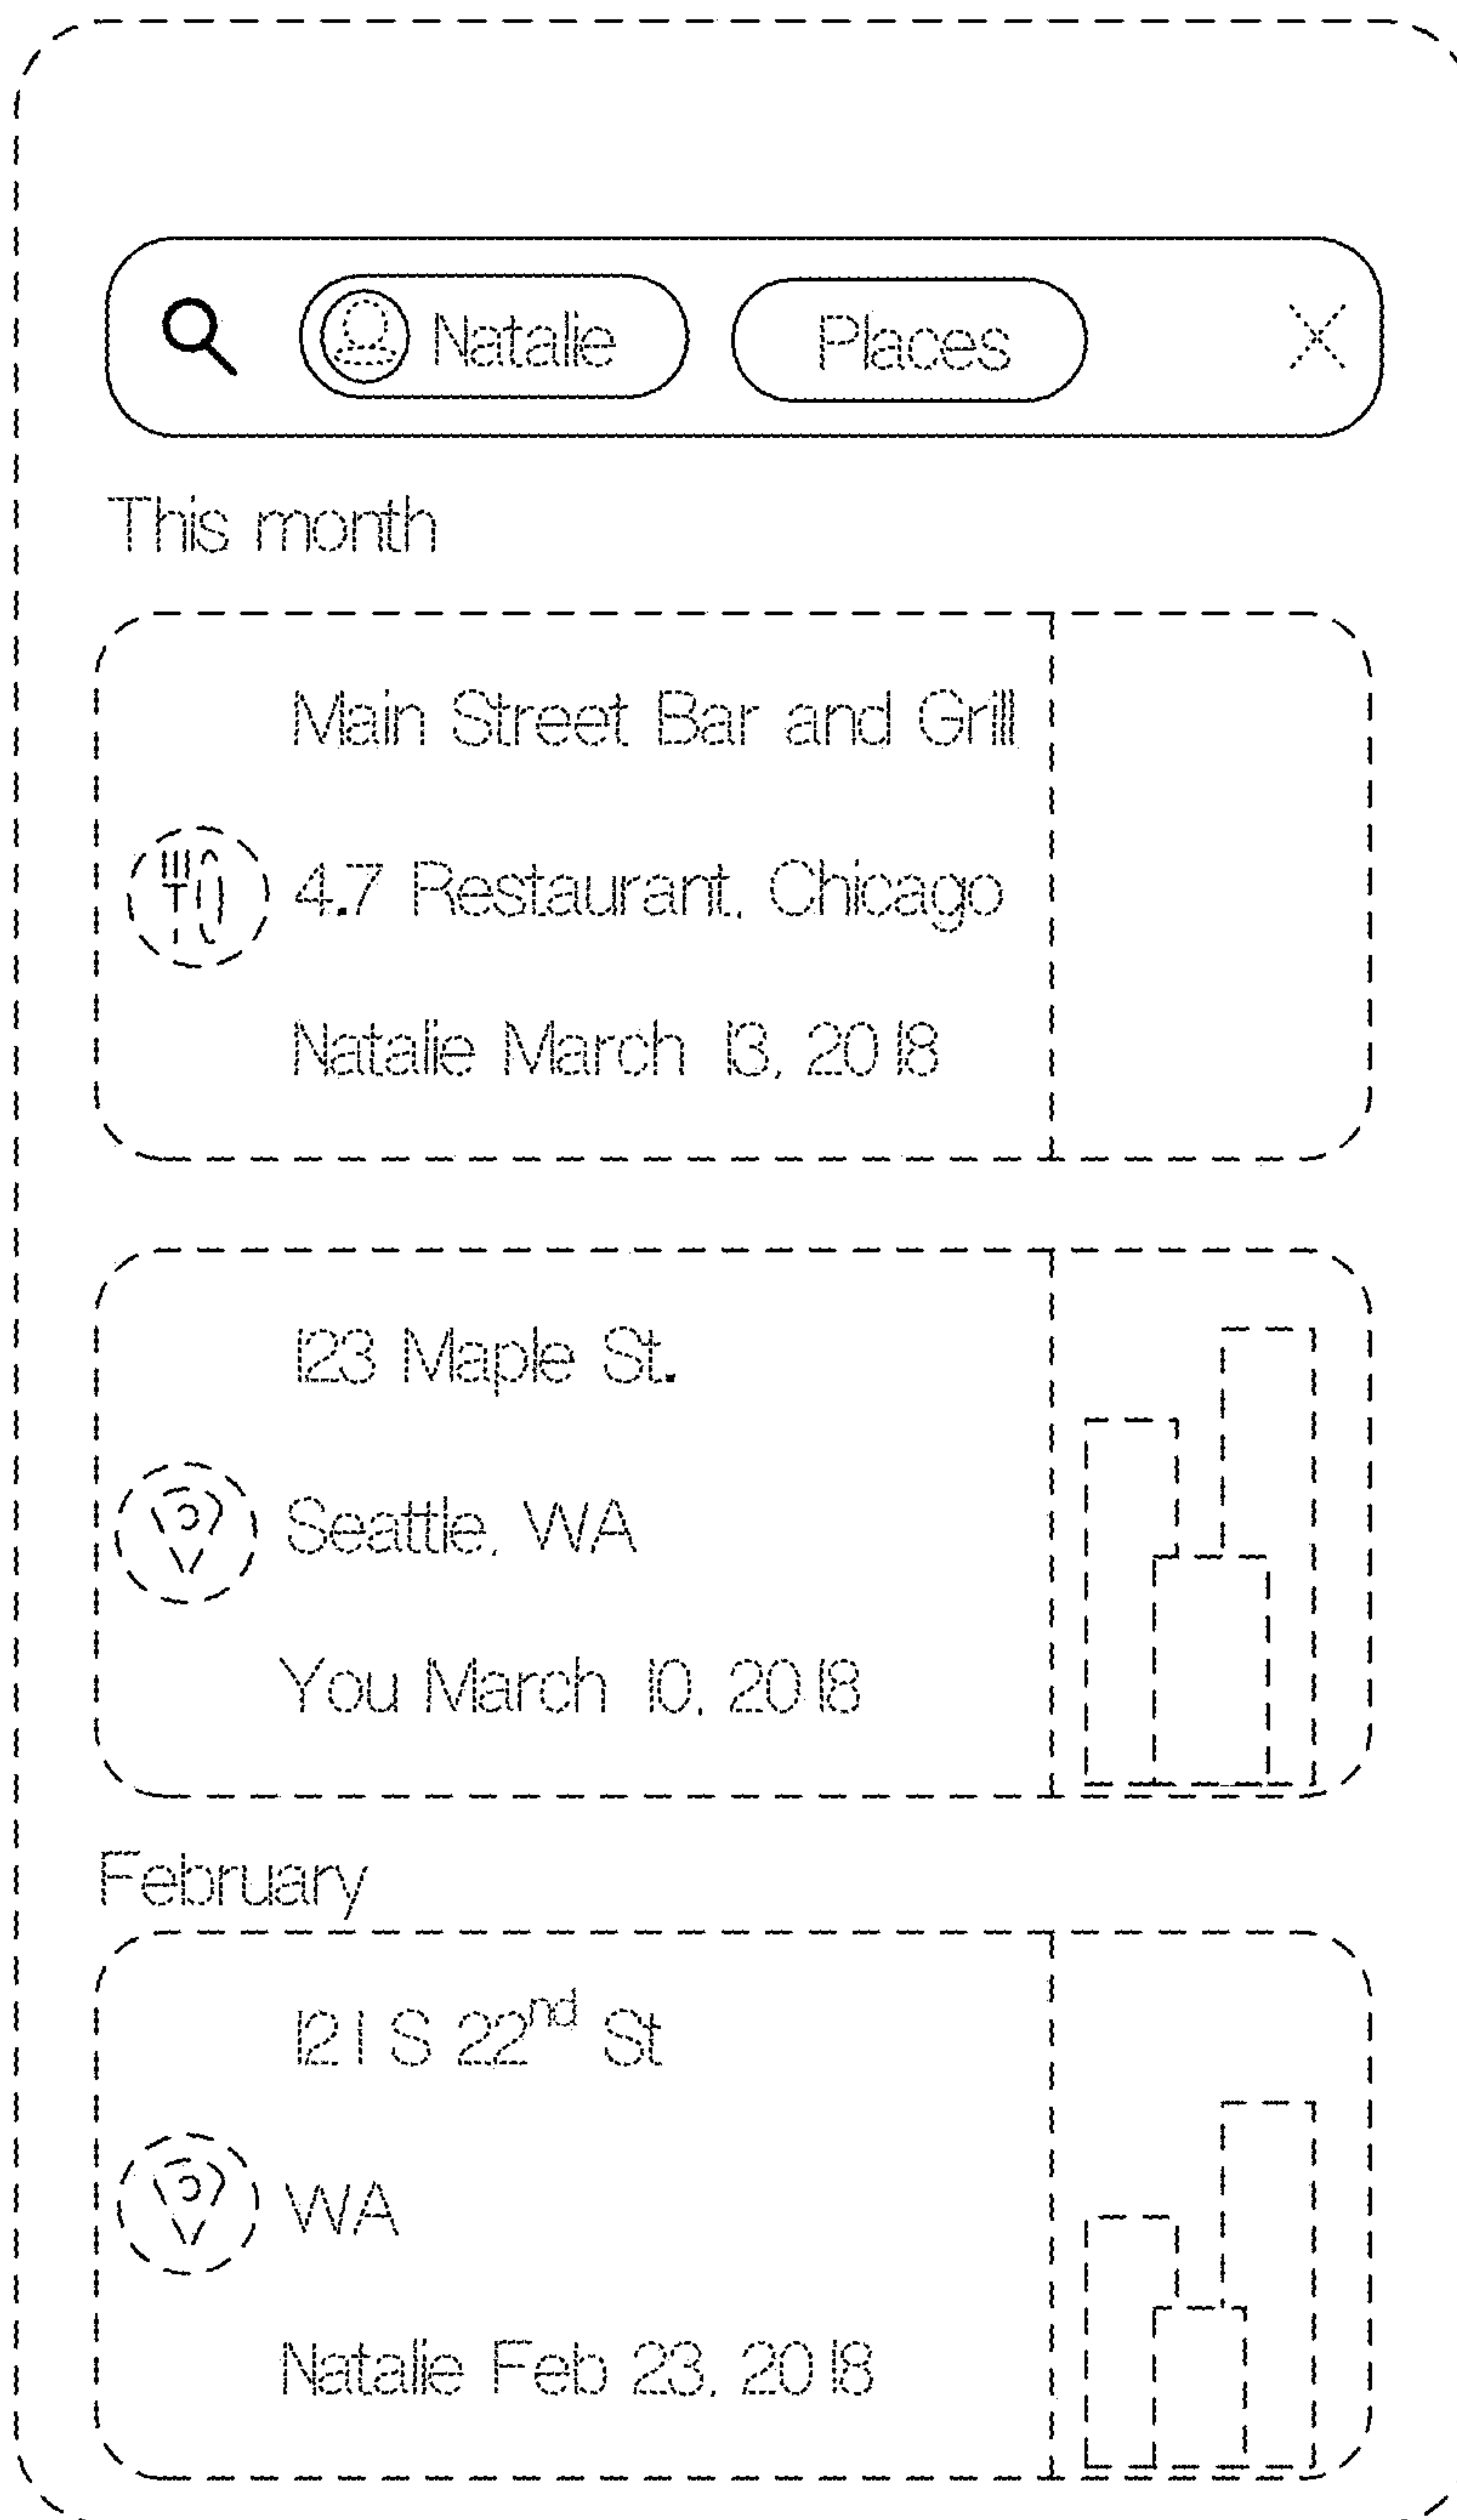 Natalie Places X
This month
Main Street Bar and Grill
4.7 Restaurant, Chicago
Natalie March 13, 2018
123 Maple St.
Seattle, WA
You March 10, 2018
February
121 S 22nd St
WA
Natalie Feb 23, 2018